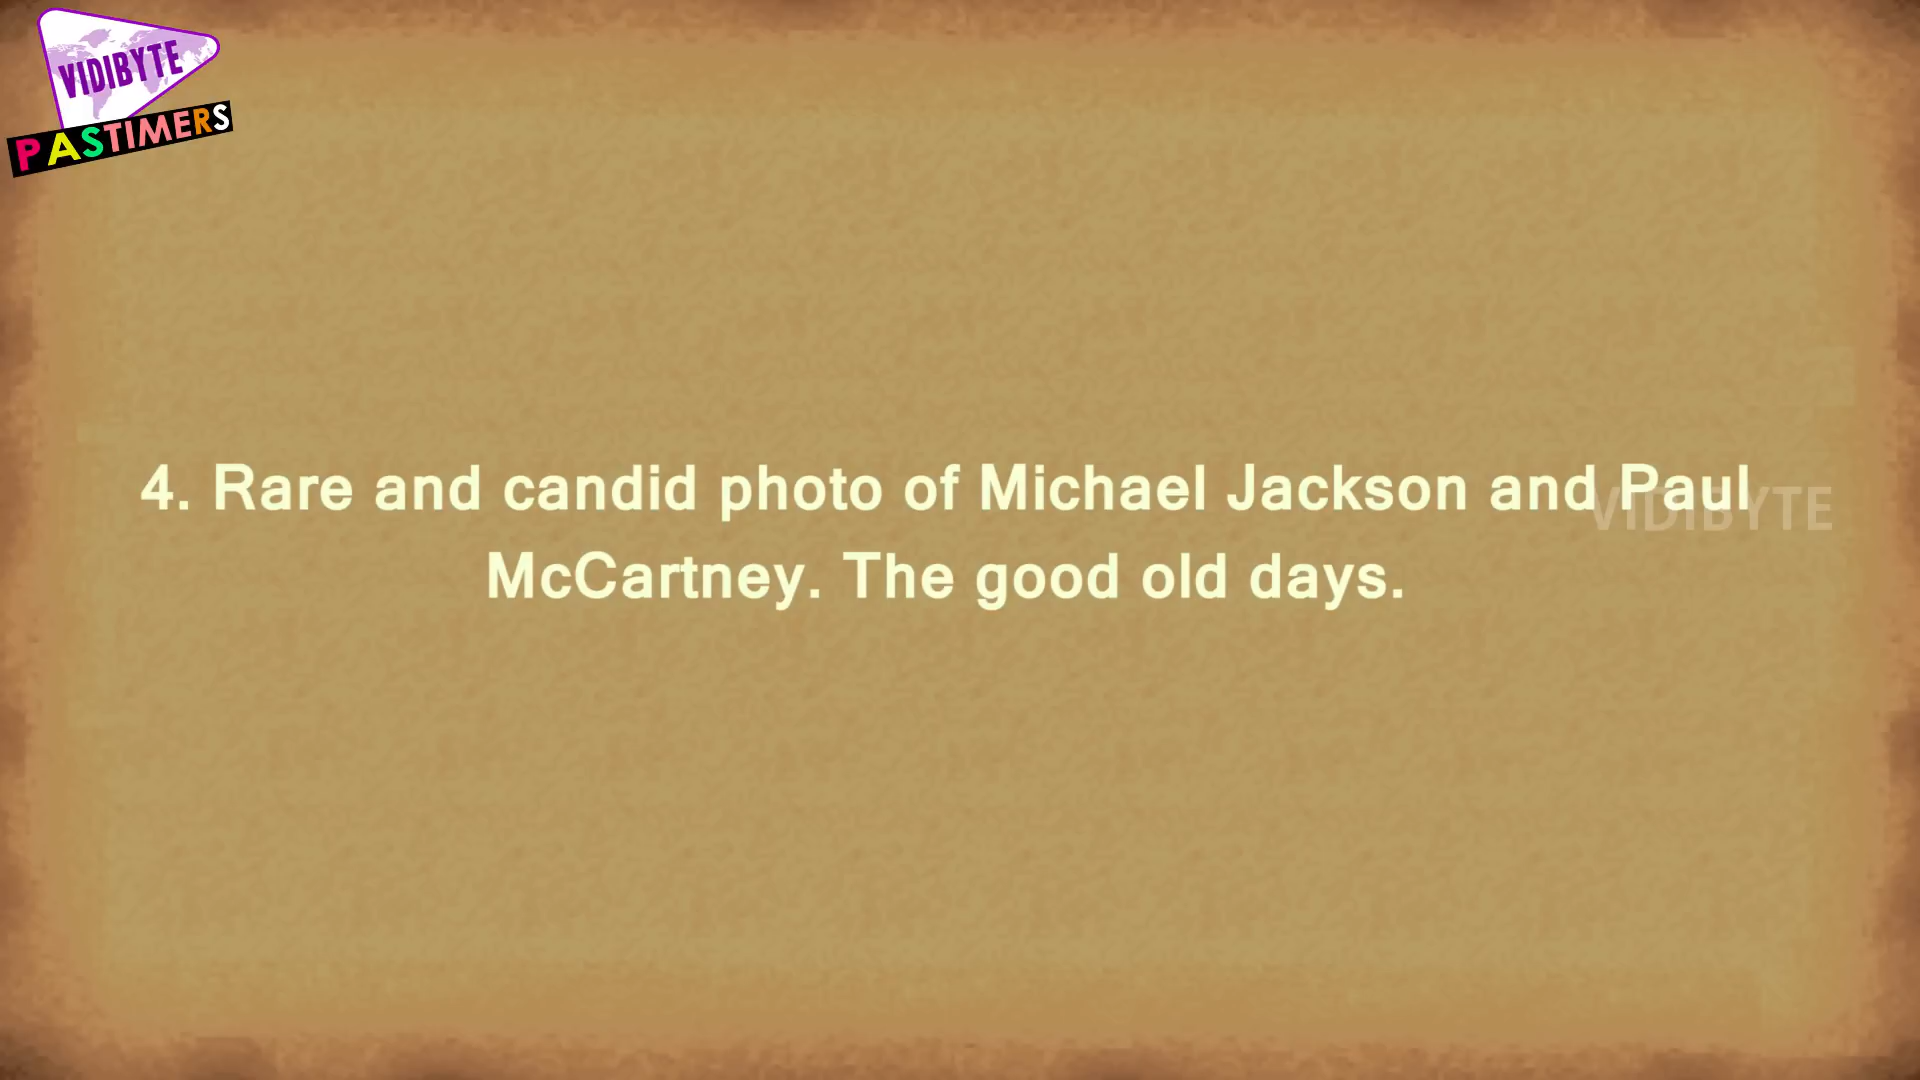 VIDIBYTE
PASTIMERS
4. Rare and candid photo of Michael Jackson and Paul
VIDIBYTE
McCartney. The good old days.